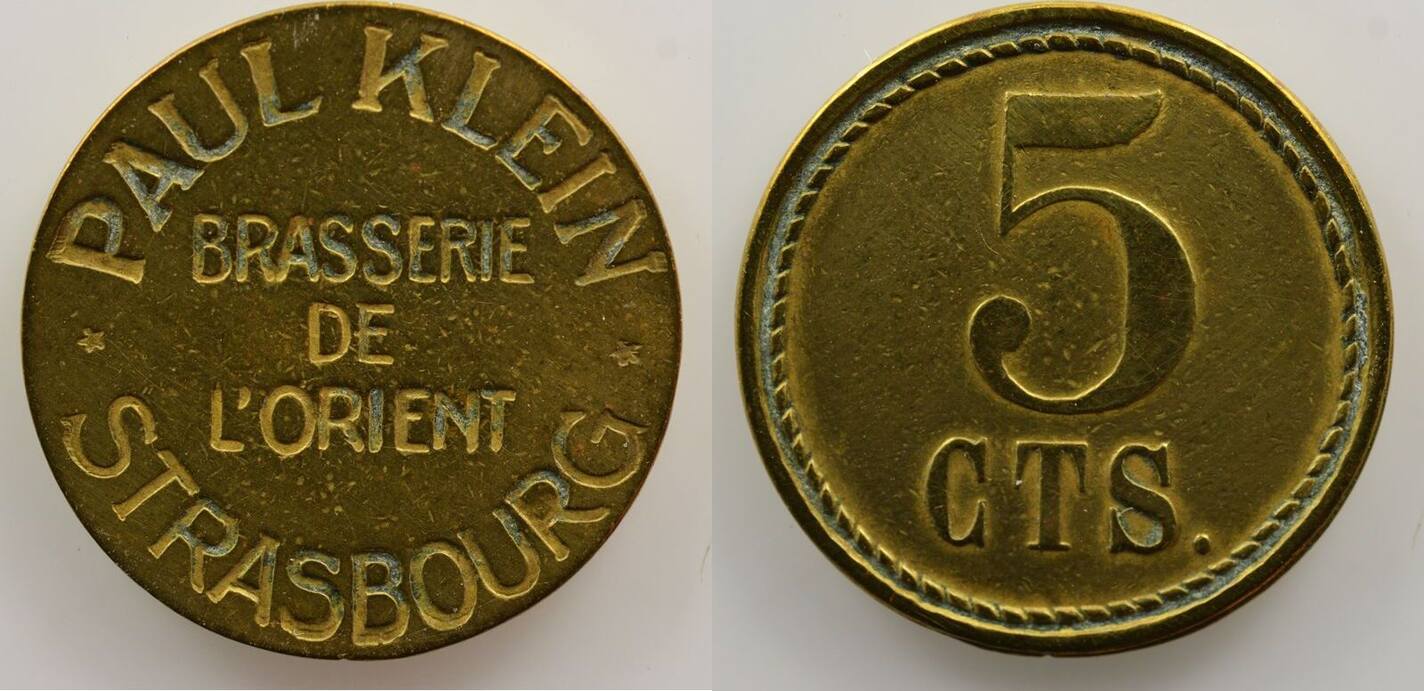 PAUL KLEIN
BRASSERIE
DE
L'ORIENT
STRASBOURG
5
CTS.